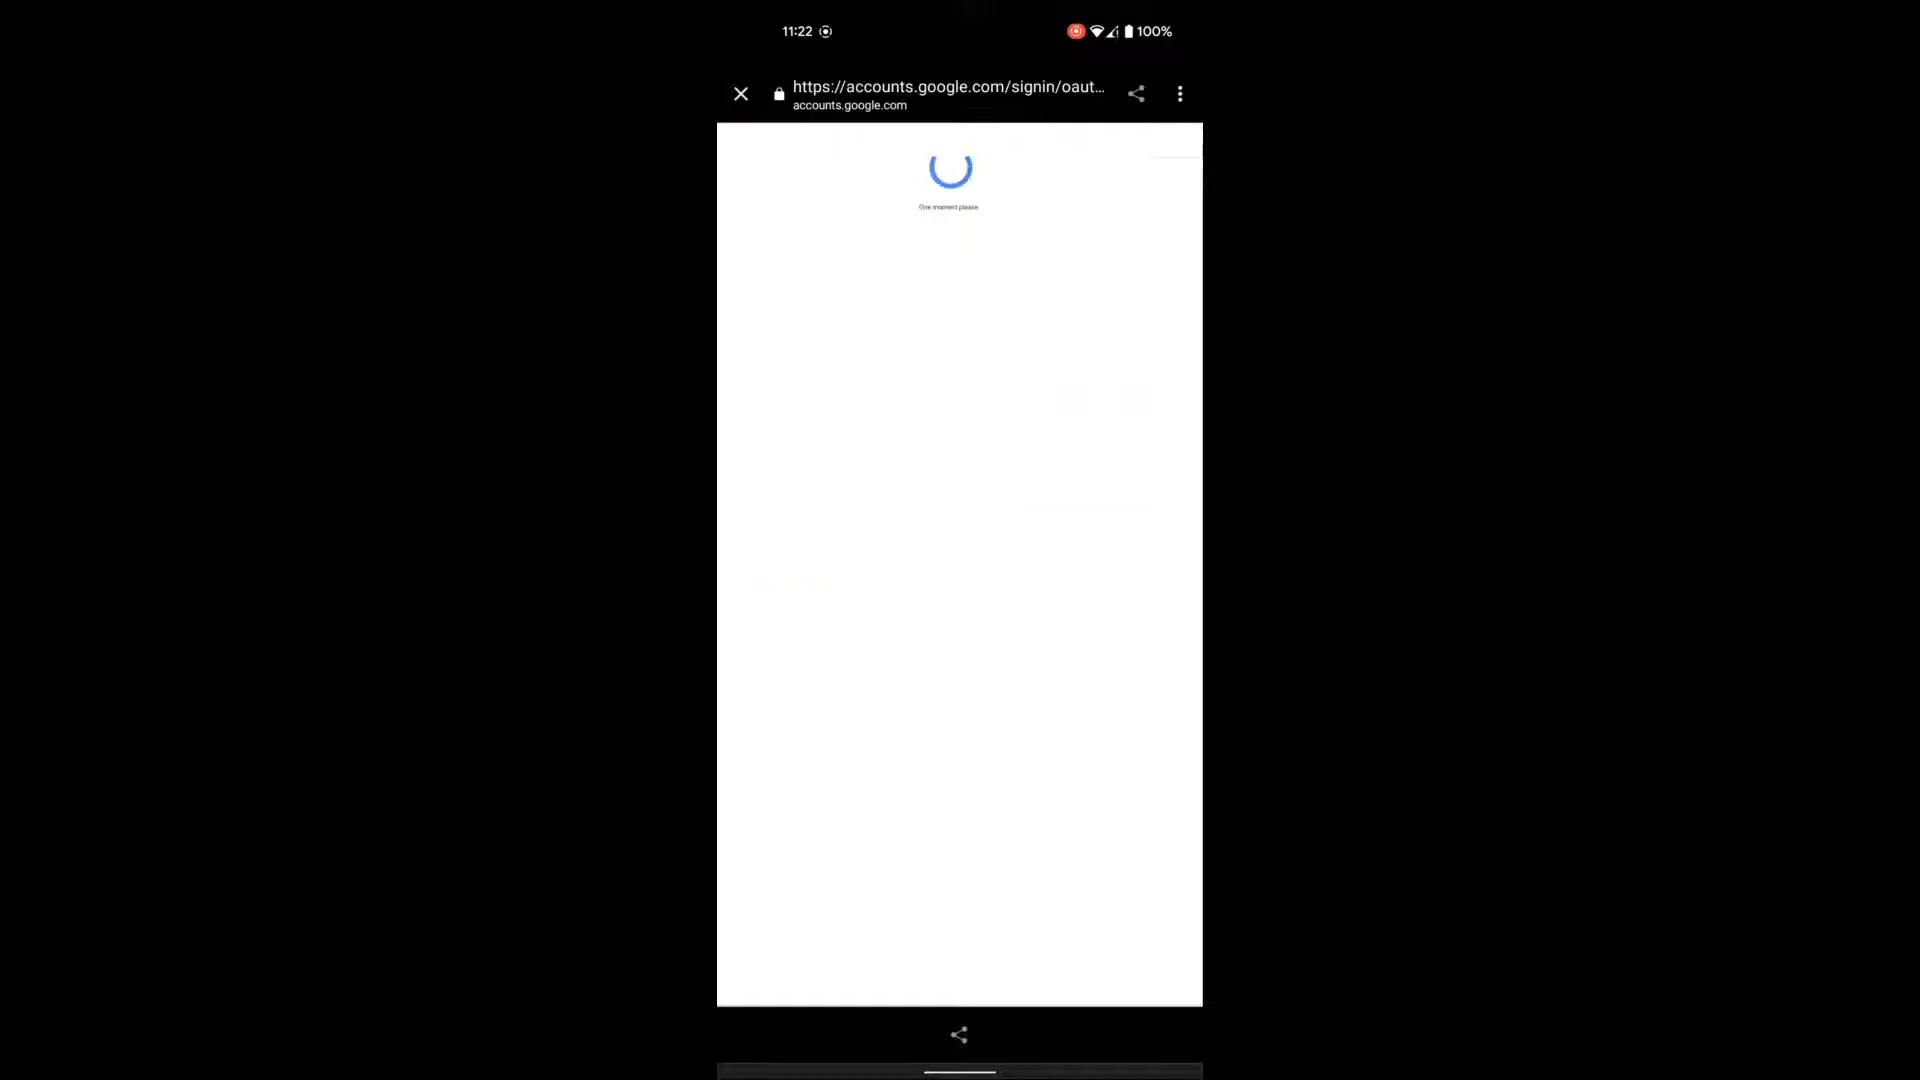 11:22 100%
https://accounts.google.com/signin/oaut...
accounts.google.com
One moment please